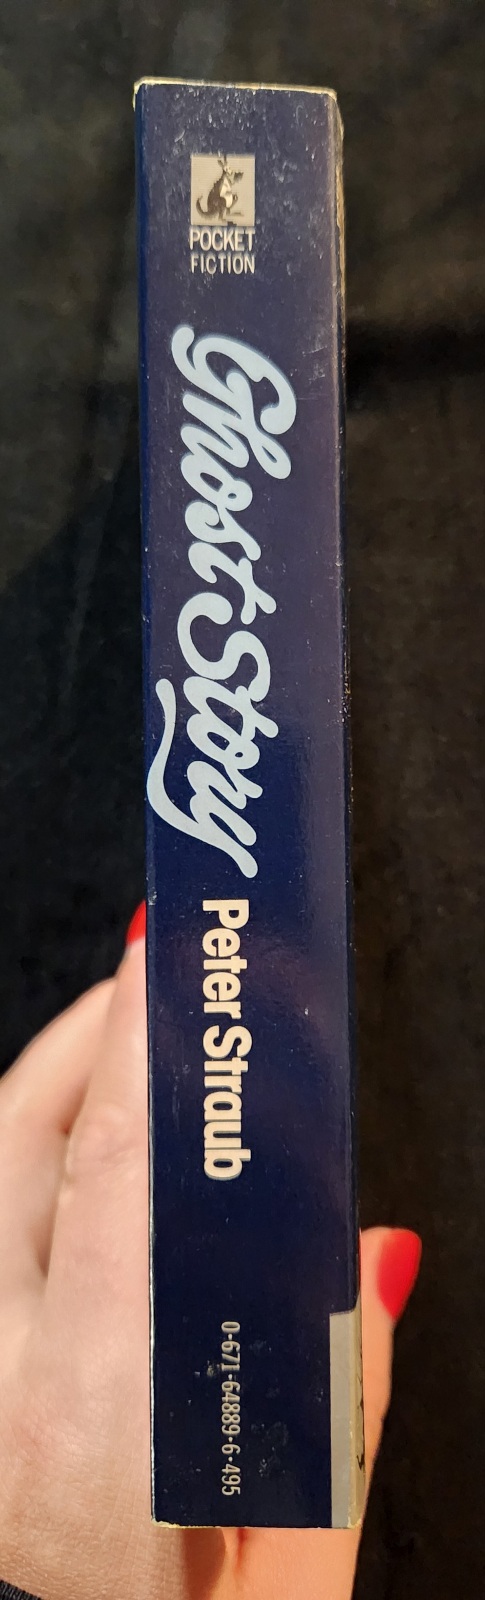 POCKET
FICTION
Ghost Story
Peter Straub
0-671-64889-6·495